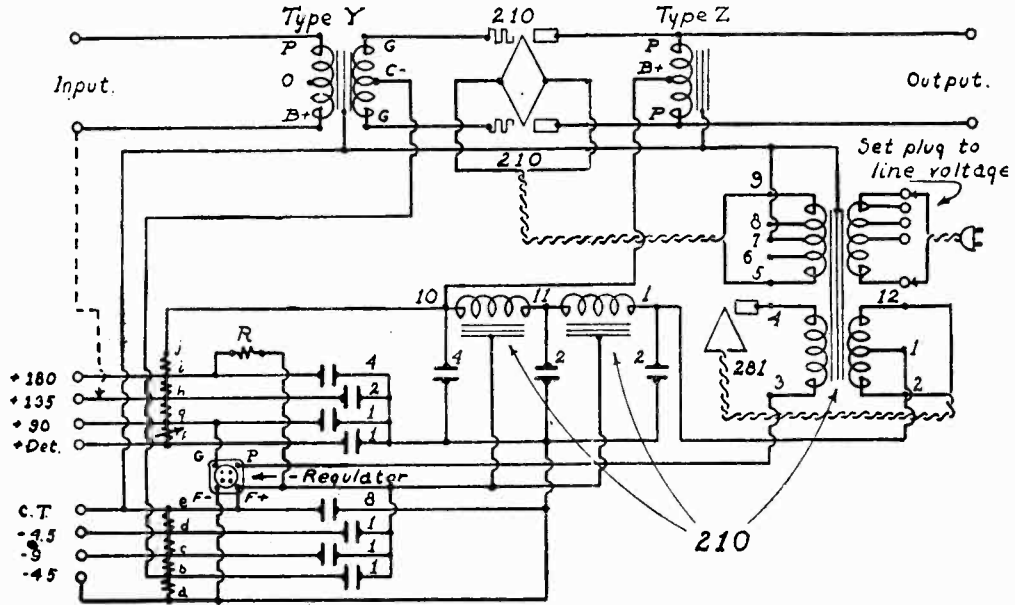 Type Y
210
Type Z
P
G
P
O
C-
B+
Input.
Output.
B+
G
P
210
Set plug to
line voltage
9
8
7
6
5
10
11
1
12
4
281
1
3
2
R
j
i
h
g
4
2
1
1
4
2
2
+180
+135
+90
+Det.
G
P
-Regulator
F-
F+
C.T
-4.5
-9
-45
e
d
c
b
a
8
1
1
1
210